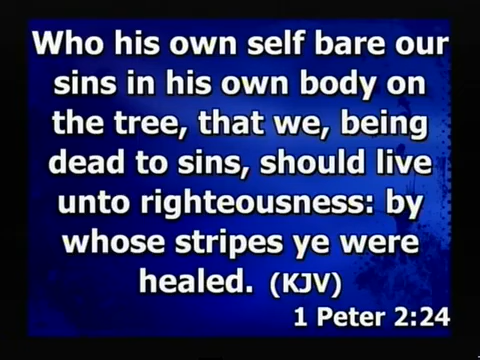 Who his own self bare our
sins in his own body on
the tree, that we, being
dead to sins, should live
unto righteousness: by
whose stripes ye were
healed. (KJV)
1 Peter 2:24